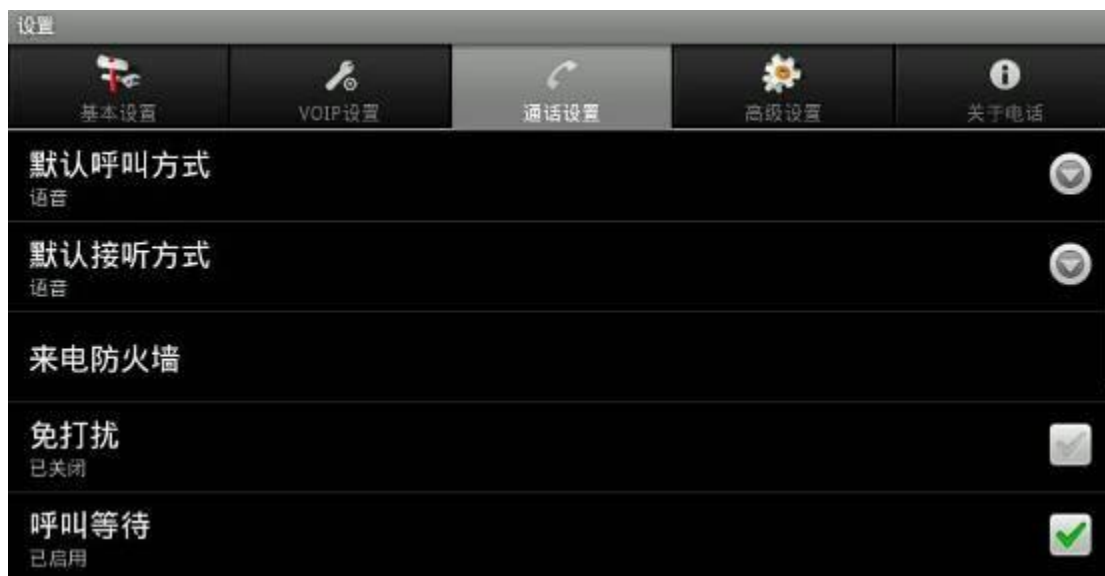 设置
基本设置
VOIP设置
通话设置
高级设置
关于电话
默认呼叫方式
语音
默认接听方式
语音
来电防火墙
免打扰
已关闭
呼叫等待
已启用